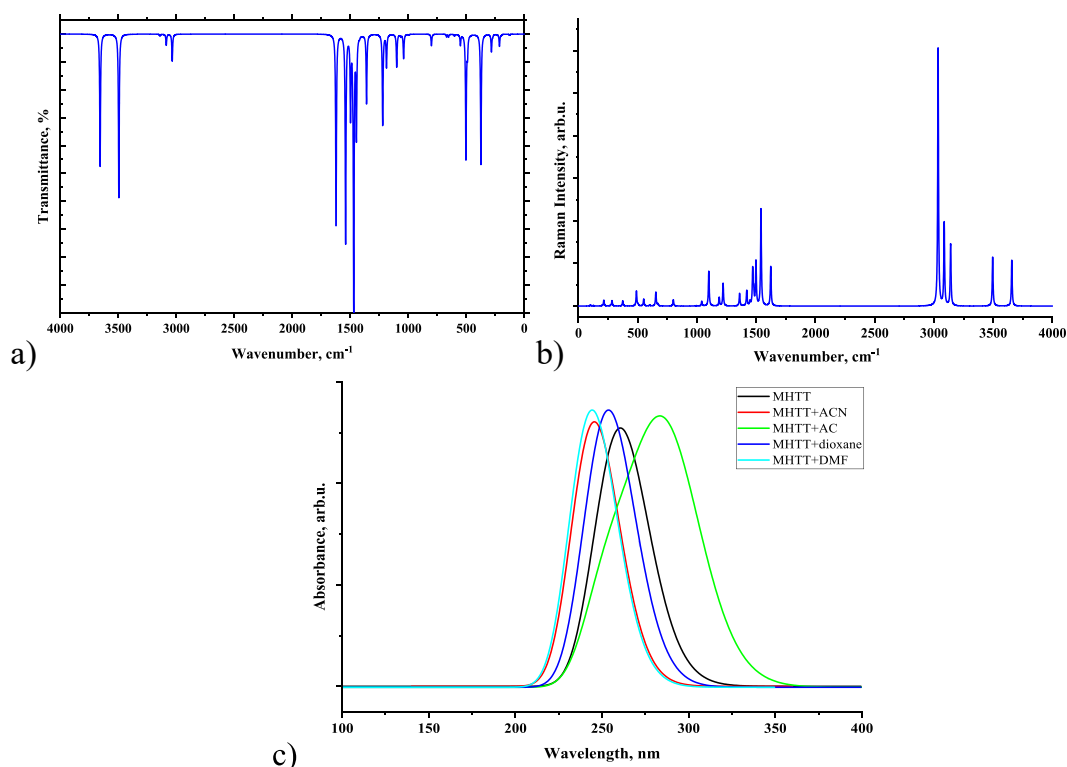 Transmittance, %
4000 3500 3000 2500 2000 1500 1000 500 0
Wavenumber, cm-1
a)
Raman Intensity, arb.u.
0 500 1000 1500 2000 2500 3000 3500 4000
Wavenumber, cm-1
b)
MHTT
MHTT+ACN
MHTT+AC
MHTT+dioxane
MHTT+DMF
Absorbance, arb.u.
100 150 200 250 300 350 400
Wavelength, nm
c)